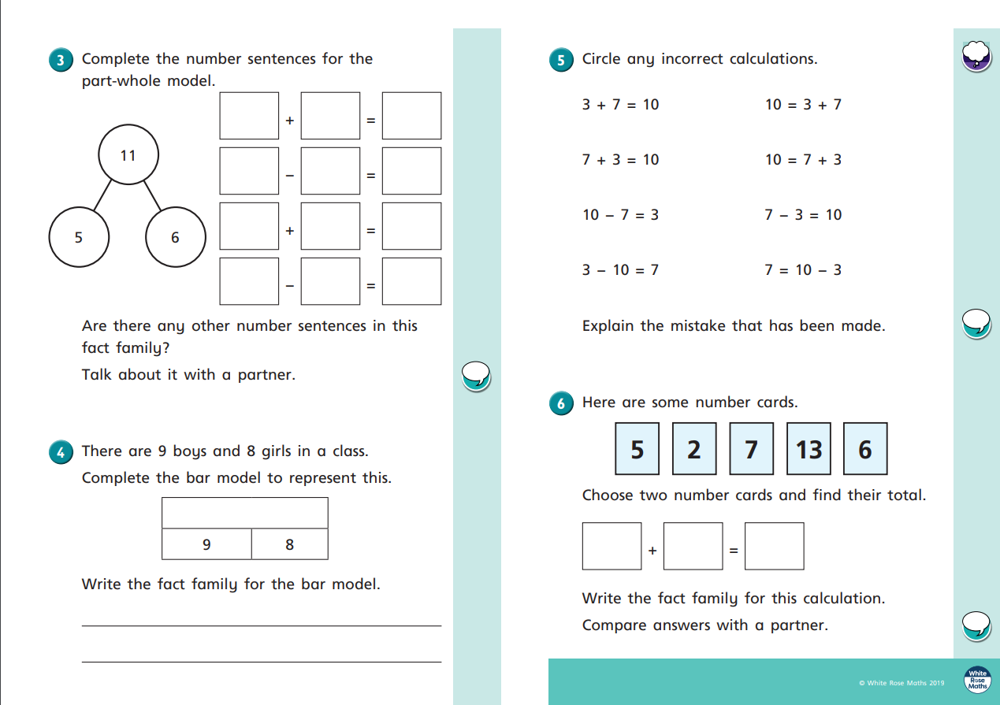 3 Complete the number sentences for the
part-whole model.
+ =
11
− =
5 6
+ =
− =
Are there any other number sentences in this
fact family?
Talk about it with a partner.
4 There are 9 boys and 8 girls in a class.
Complete the bar model to represent this.
9 8
Write the fact family for the bar model.
5 Circle any incorrect calculations.
3 + 7 = 10 10 = 3 + 7
7 + 3 = 10 10 = 7 + 3
10 − 7 = 3 7 − 3 = 10
3 − 10 = 7 7 = 10 − 3
Explain the mistake that has been made.
6 Here are some number cards.
5 2 7 13 6
Choose two number cards and find their total.
+ =
Write the fact family for this calculation.
Compare answers with a partner.
© White Rose Maths 2019
White
Rose
Maths